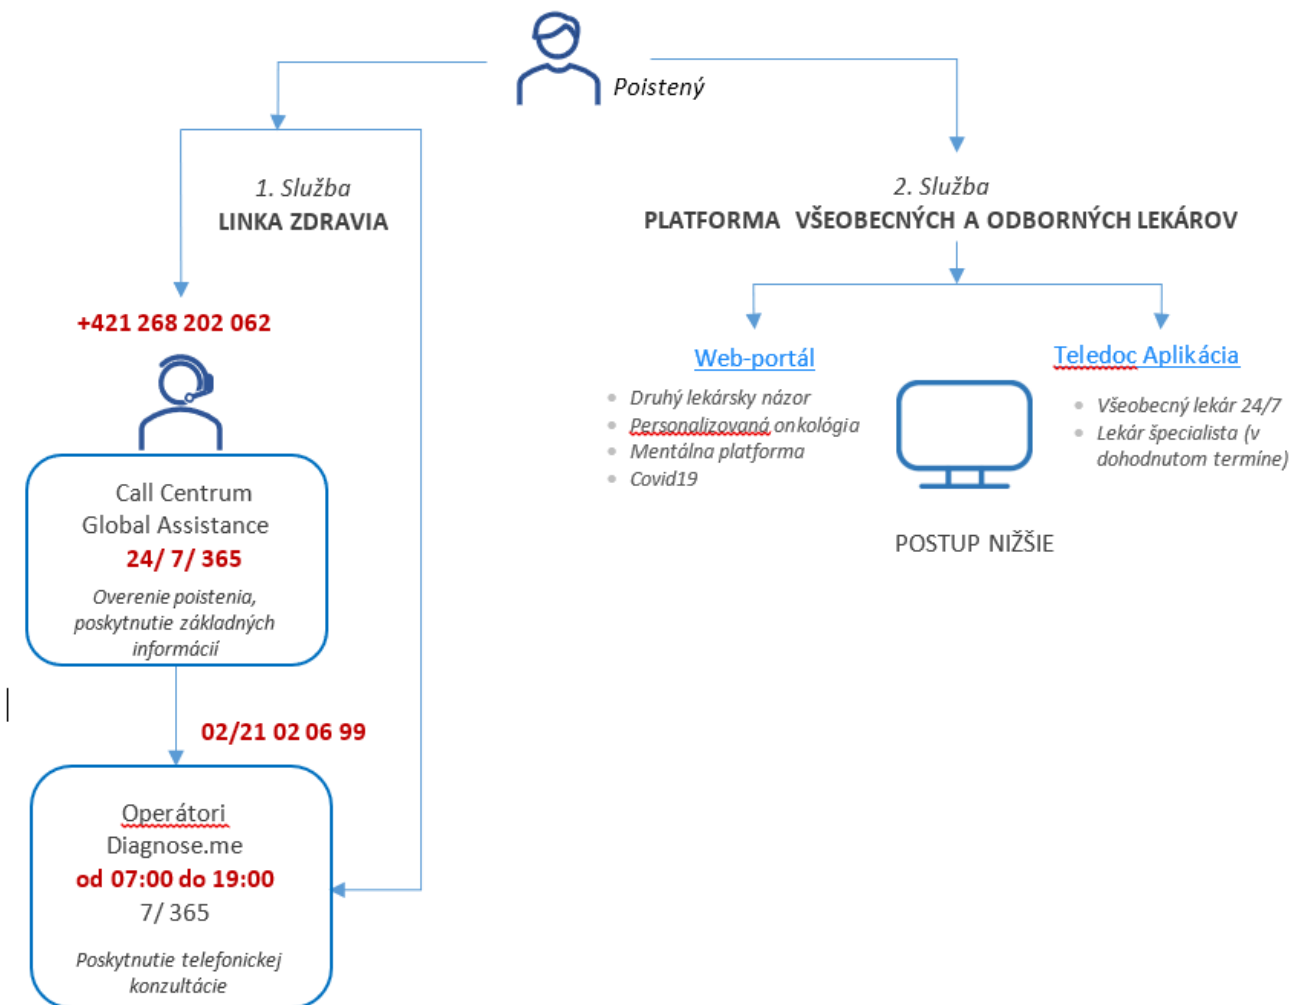 Poistený
1. Služba
LINKA ZDRAVIA
+421 268 202 062
Call Centrum
Global Assistance
24/ 7/ 365
Overenie poistenia,
poskytnutie základných
informácií
02/21 02 06 99
Operátori
Diagnose.me
od 07:00 do 19:00
7/ 365
Poskytnutie telefonickej
konzultácie
2. Služba
PLATFORMA VŠEOBECNÝCH A ODBORNÝCH LEKÁROV
Web-portál
Druhý lekársky názor
Personalizovaná onkológia
Mentálna platforma
Covid19
Teledoc Aplikácia
Všeobecný lekár 24/7
Lekár špecialista (v
dohodnutom termíne)
POSTUP NIŽŠIE